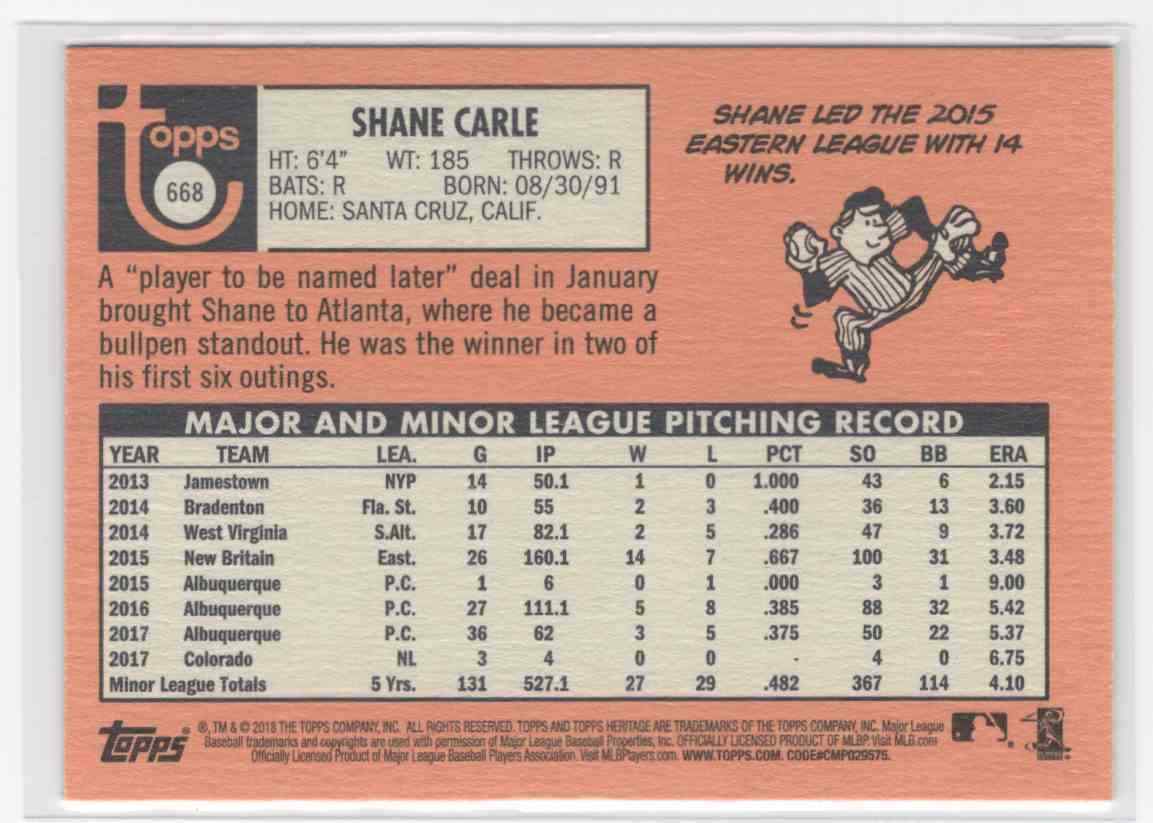 topps
668
SHANE CARLE
HT: 6'4" WT: 185 THROWS: R
BATS: R BORN: 08/30/91
HOME: SANTA CRUZ, CALIF.
SHANE LED THE 2015
EASTERN LEAGUE WITH 14
WINS.
A “player to be named later” deal in January
brought Shane to Atlanta, where he became a
bullpen standout. He was the winner in two of
his first six outings.
MAJOR AND MINOR LEAGUE PITCHING RECORD
YEAR TEAM LEA. G IP W L PCT SO BB ERA
2013 Jamestown NYP 14 50.1 1 0 1.000 43 6 2.15
2014 Bradenton Fla. St. 10 55 2 3 .400 36 13 3.60
2014 West Virginia S.Alt. 17 82.1 2 5 .286 47 9 3.72
2015 New Britain East. 26 160.1 14 7 .667 100 31 3.48
2015 Albuquerque P.C. 1 6 0 1 .000 3 1 9.00
2016 Albuquerque P.C. 27 111.1 5 8 .385 88 32 5.42
2017 Albuquerque P.C. 36 62 3 5 .375 50 22 5.37
2017 Colorado NL 3 4 0 0 - 4 0 6.75
Minor League Totals 5 Yrs. 131 527.1 27 29 .482 367 114 4.10
topps
®, TM & © 2018 THE TOPPS COMPANY, INC. ALL RIGHTS RESERVED. TOPPS AND TOPPS HERITAGE ARE TRADEMARKS OF THE TOPPS COMPANY, INC. Major League
Baseball trademarks and copyrights are used with permission of Major League Baseball Properties, Inc. OFFICIALLY LICENSED PRODUCT OF MLBP. Visit MLB.com
Officially Licensed Product of Major League Baseball Players Association. Visit MLBPlayers.com. WWW.TOPPS.COM. CODE#CMP029575.